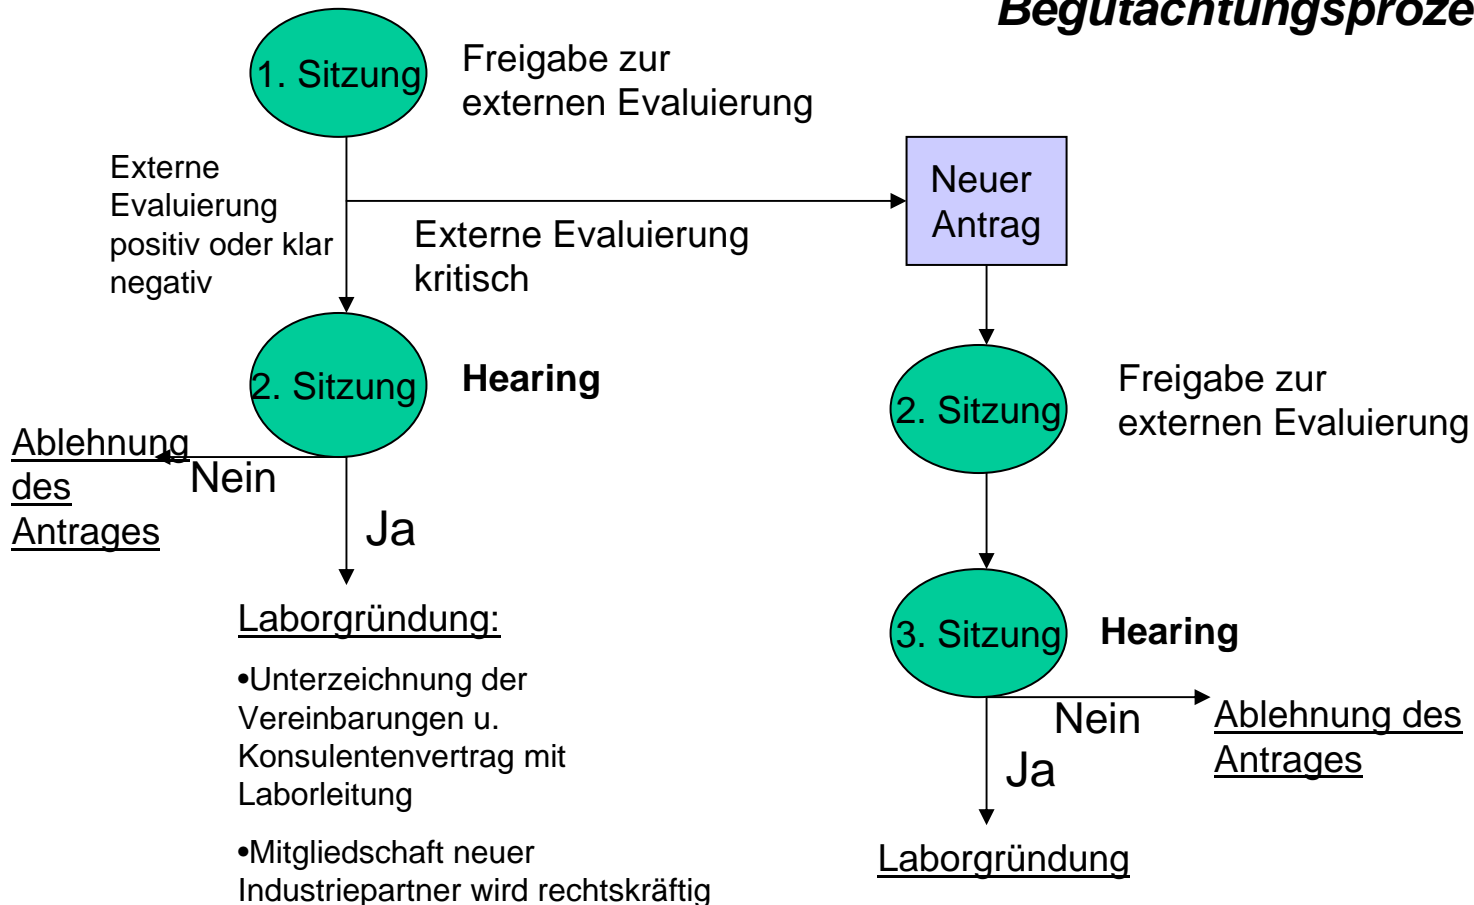 Begutachtungsproze
1. Sitzung
Freigabe zur
externen Evaluierung
Externe
Evaluierung
positiv oder klar
negativ
Externe Evaluierung
kritisch
Neuer
Antrag
2. Sitzung
Hearing
2. Sitzung
Freigabe zur
externen Evaluierung
Ablehnung
des
Antrages
Nein
Ja
Laborgründung:
•Unterzeichnung der
Vereinbarungen u.
Konsulentenvertrag mit
Laborleitung
•Mitgliedschaft neuer
Industriepartner wird rechtskräftig
3. Sitzung
Hearing
Nein
Ablehnung des
Antrages
Ja
Laborgründung